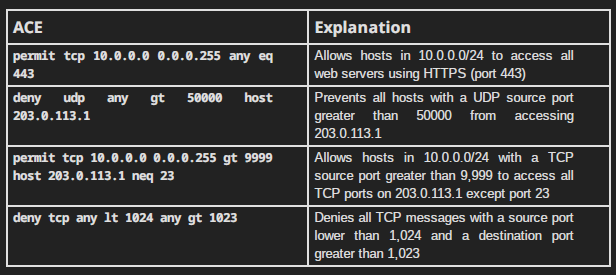 ACE
Explanation
permit tcp 10.0.0.0 0.0.0.255 any eq
443
Allows hosts in 10.0.0.0/24 to access all
web servers using HTTPS (port 443)
deny udp any gt 50000 host
203.0.113.1
Prevents all hosts with a UDP source port
greater than 50000 from accessing
203.0.113.1
permit tcp 10.0.0.0 0.0.0.255 gt 9999
host 203.0.113.1 neq 23
Allows hosts in 10.0.0.0/24 with a TCP
source port greater than 9,999 to access all
TCP ports on 203.0.113.1 except port 23
deny tcp any lt 1024 any gt 1023
Denies all TCP messages with a source port
lower than 1,024 and a destination port
greater than 1,023